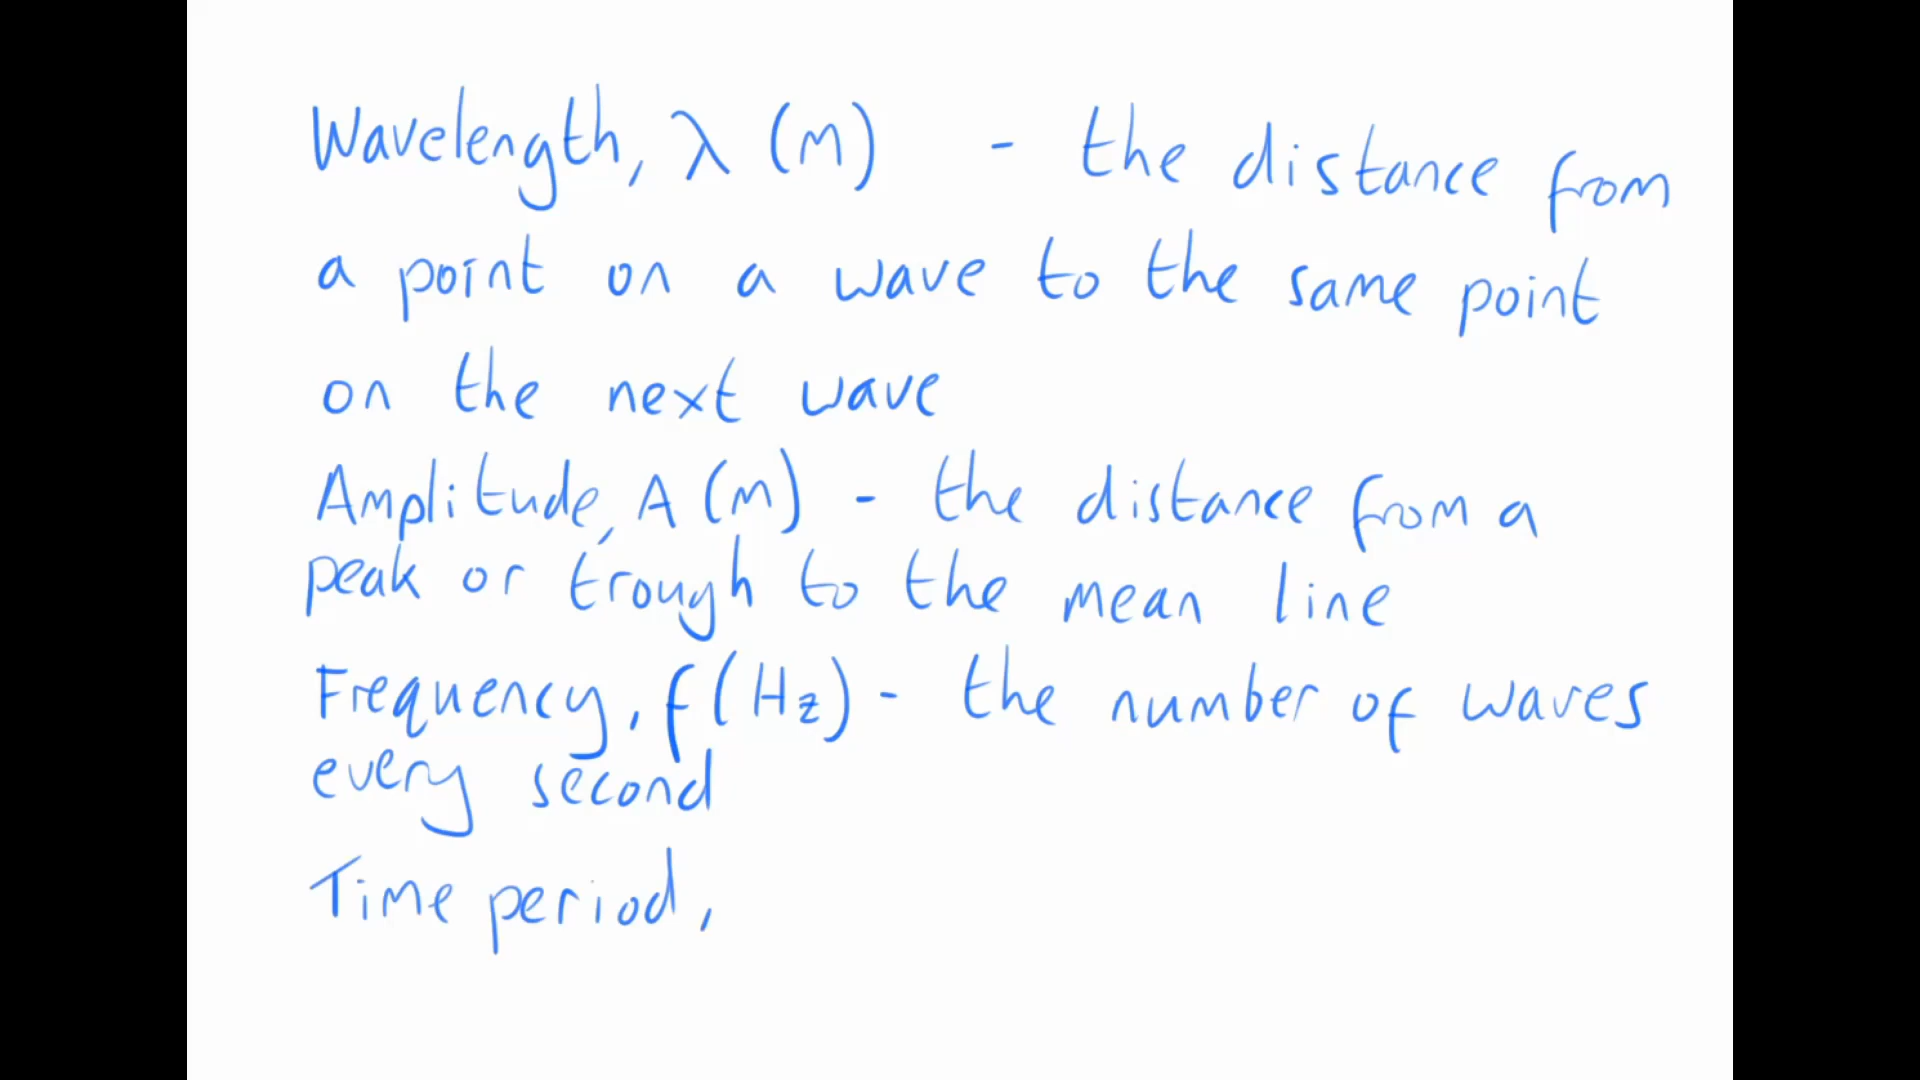 Wavelength, λ (m) - the distance from
a point on a wave to the same point
on the next wave
Amplitude, A (m) - the distance from a
peak or trough to the mean line
Frequency, f (Hz) - the number of waves
every second
Time period,